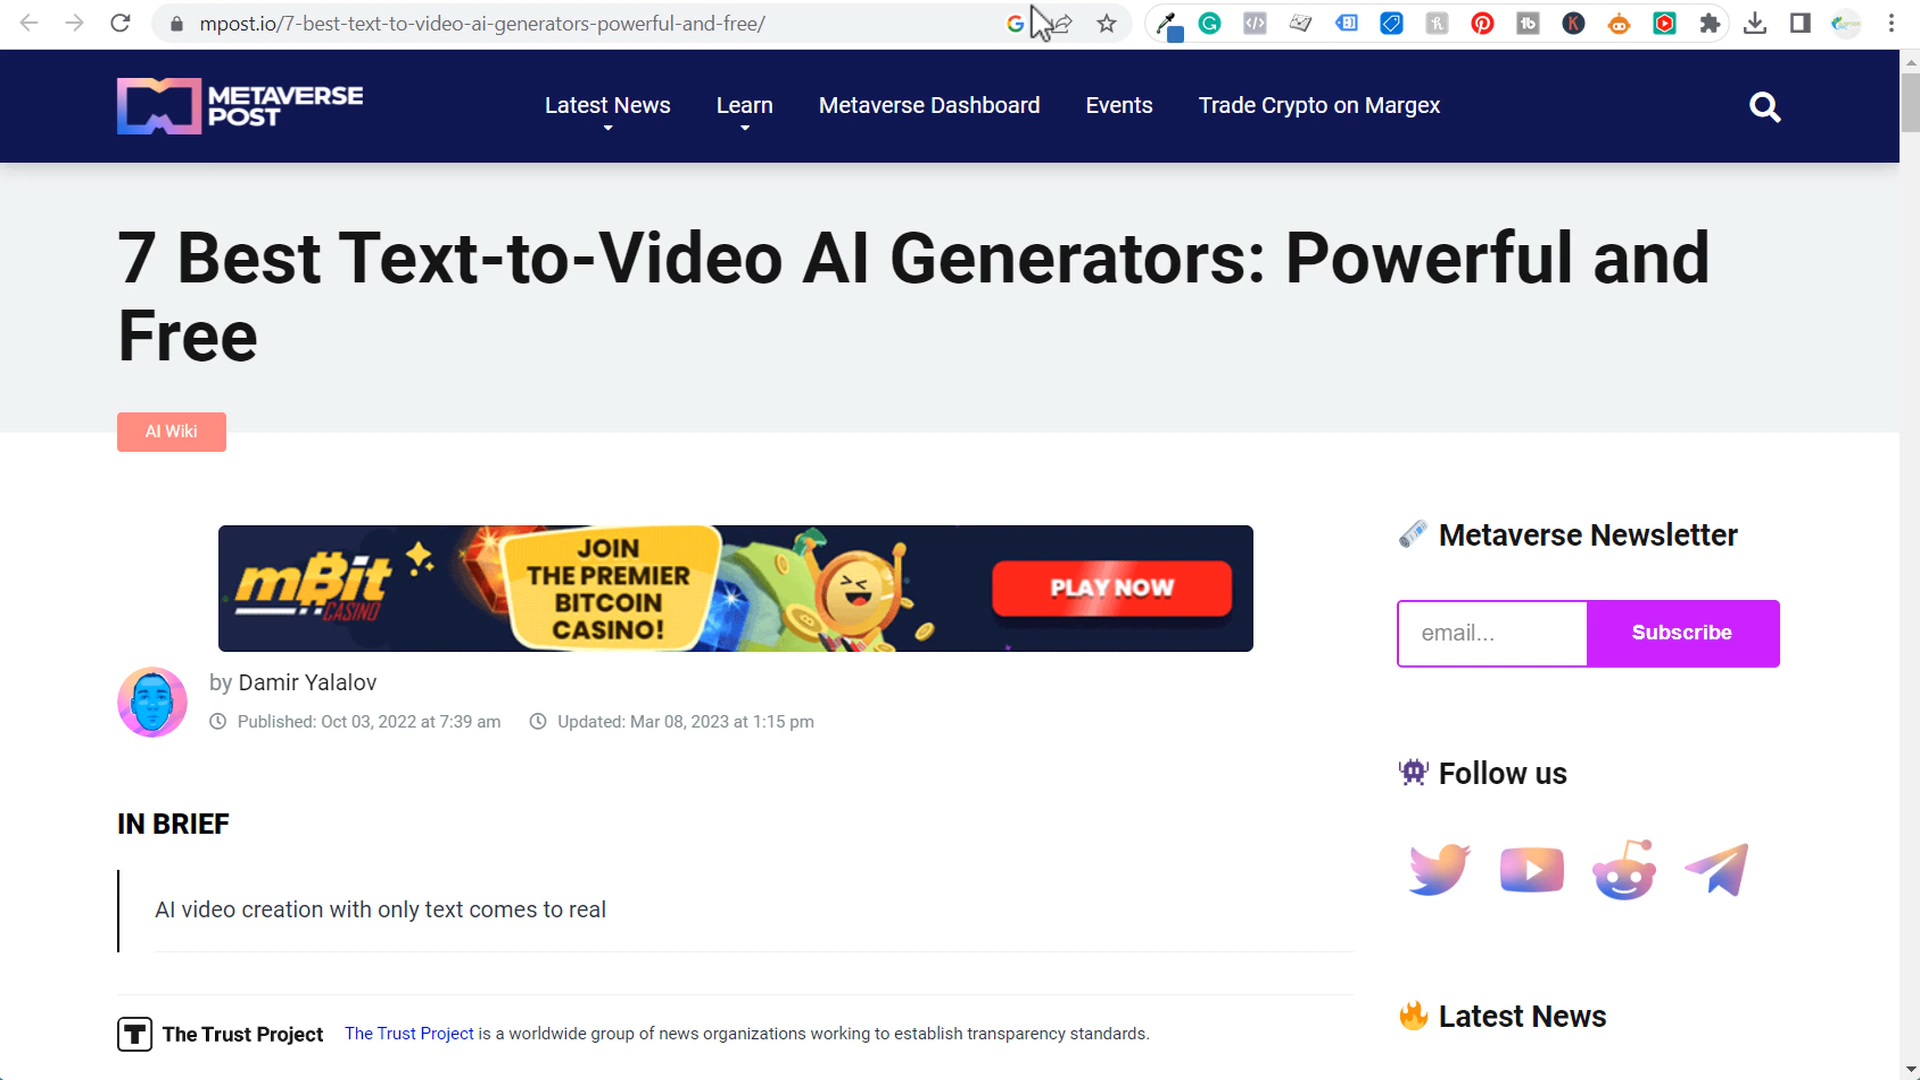 mpost.io/7-best-text-to-video-ai-generators-powerful-and-free/
METAVERSE
POST
Latest News
Learn
Metaverse Dashboard
Events
Trade Crypto on Margex
7 Best Text-to-Video AI Generators: Powerful and
Free
AI Wiki
mBit
CASINO
JOIN
THE PREMIER
BITCOIN
CASINO!
PLAY NOW
Metaverse Newsletter
email...
Subscribe
by Damir Yalalov
Published: Oct 03, 2022 at 7:39 am
Updated: Mar 08, 2023 at 1:15 pm
Follow us
IN BRIEF
AI video creation with only text comes to real
Latest News
T The Trust Project
The Trust Project is a worldwide group of news organizations working to establish transparency standards.